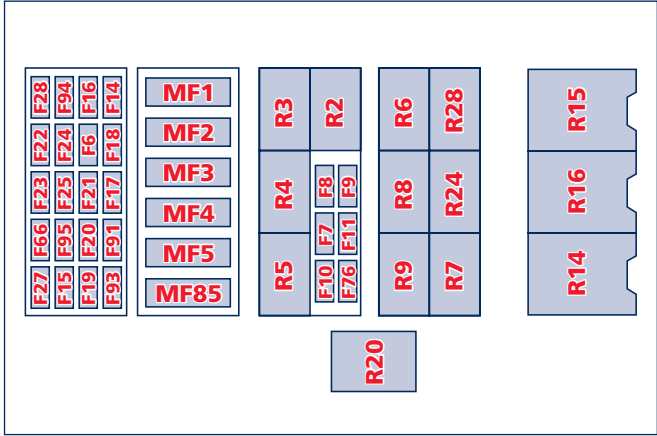 F28 F94 F16 F14
F22 F24 F6 F18
F23 F25 F21 F17
F66 F95 F20 F91
F27 F15 F19 F93
MF1
MF2
MF3
MF4
MF5
MF85
R3 R2
R4
R5
F8 F9
F7 F11
F10 F76
R6 R28
R8 R24
R9 R7
R15
R16
R14
R20